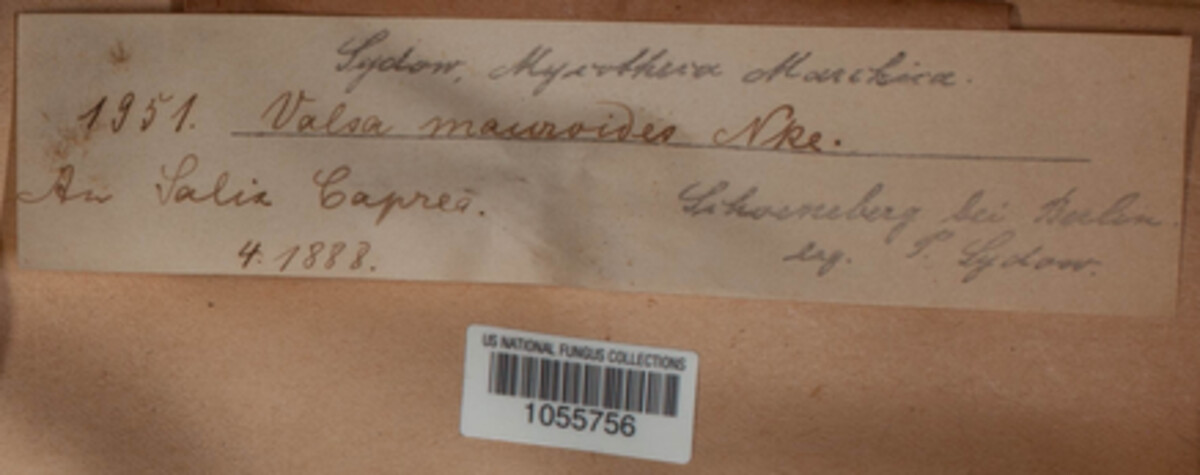 Sydow, Mycotheca Marchica.
1951. Valsa mauroides Nke.
An Salix Caprea.
Schoeneberg bei Berlin.
4. 1888.
leg. P. Sydow.
US NATIONAL FUNGUS COLLECTIONS
1055756